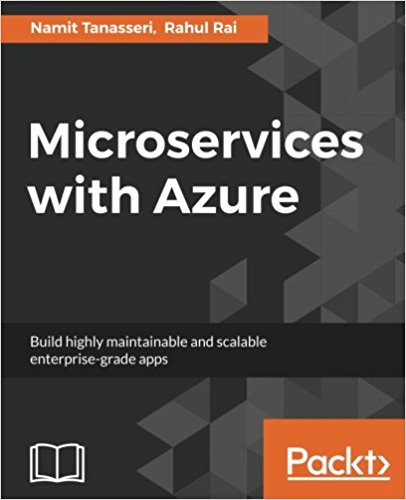 Namit Tanasseri, Rahul Rai
Microservices
with Azure
Build highly maintainable and scalable
enterprise-grade apps
Packt>